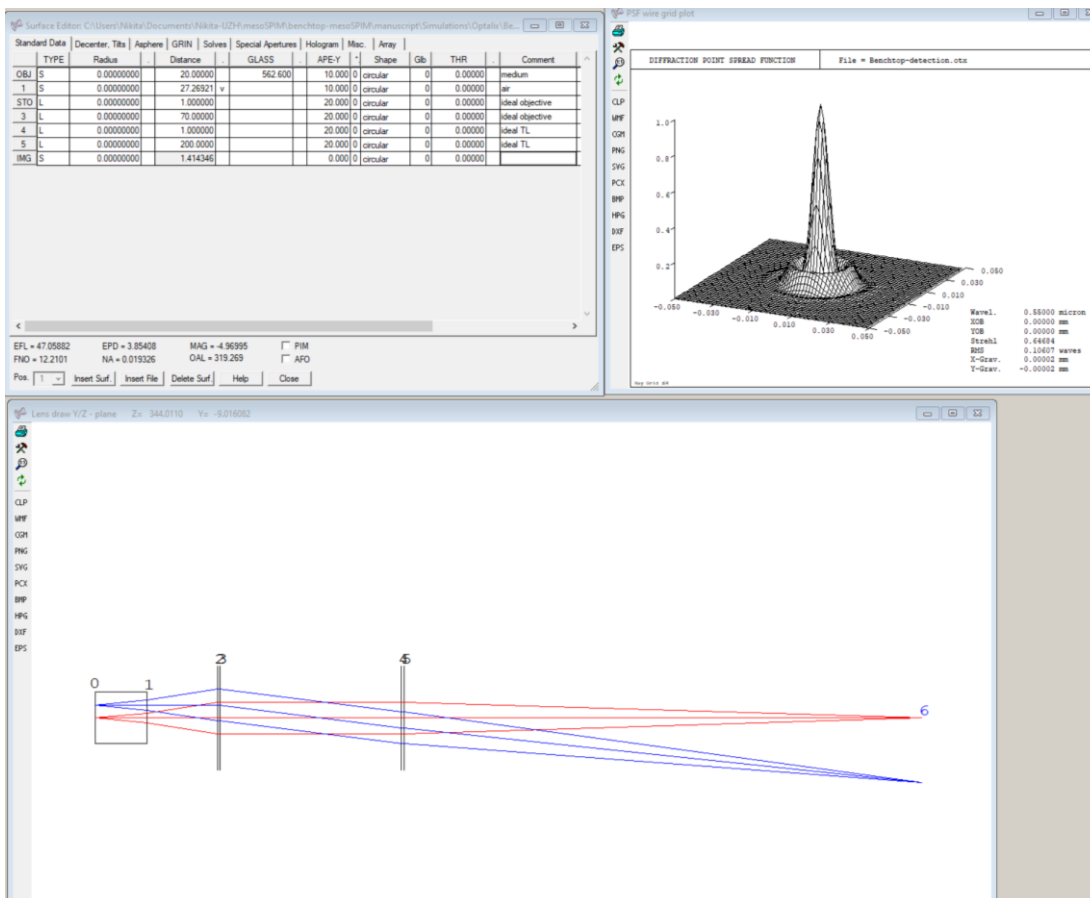 Surface Editor: C:\Users\Nikita\Documents\Nikita-UZH\mesoSPIM\benchtop-mesoSPIM\manuscript\Simulations\Optalix\Be...
Standard Data Decenter, Tilts Asphere GRIN Solves Special Apertures Hologram Misc. Array
TYPE Radius . Distance . GLASS . APE-Y * Shape Glb THR . Comment
OBJ S 0.00000000 20.00000 562.600 10.000 0 circular 0 0.00000 medium
1 S 0.00000000 27.26921 v 10.000 0 circular 0 0.00000 air
STO L 0.00000000 1.000000 20.000 0 circular 0 0.00000 ideal objective
3 L 0.00000000 70.00000 20.000 0 circular 0 0.00000 ideal objective
4 L 0.00000000 1.000000 20.000 0 circular 0 0.00000 ideal TL
5 L 0.00000000 200.0000 20.000 0 circular 0 0.00000 ideal TL
IMG S 0.00000000 1.414346 0.000 0 circular 0 0.00000
EFL = 47.05882 EPD = 3.85408 MAG = -4.96995 PIM
FNO = 12.2101 NA = 0.019326 OAL = 319.269 AFO
Pos. 1 Insert Surf. Insert File Delete Surf. Help Close
PSF wire grid plot
DIFFRACTION POINT SPREAD FUNCTION File = Benchtop-detection.otx
CLP
WMF
CGM
PNG
SVG
PCX
BMP
HPG
DXF
EPS
1.0
0.8
0.6
0.4
0.2
-0.050
-0.030
-0.010
0.010
0.030
0.050
-0.050
-0.030
-0.010
0.010
0.030
0.050
Wavel. 0.55000 micron
XOB 0.00000 mm
YOB 0.00000 mm
Strehl 0.64684
RMS 0.10607 waves
X-Grav. 0.00002 mm
Y-Grav. -0.00002 mm
Ray Grid 64
Lens draw Y/Z - plane Z= 344.0110 Y= -9.016082
CLP
WMF
CGM
PNG
SVG
PCX
BMP
HPG
DXF
EPS
0
1
23
45
6